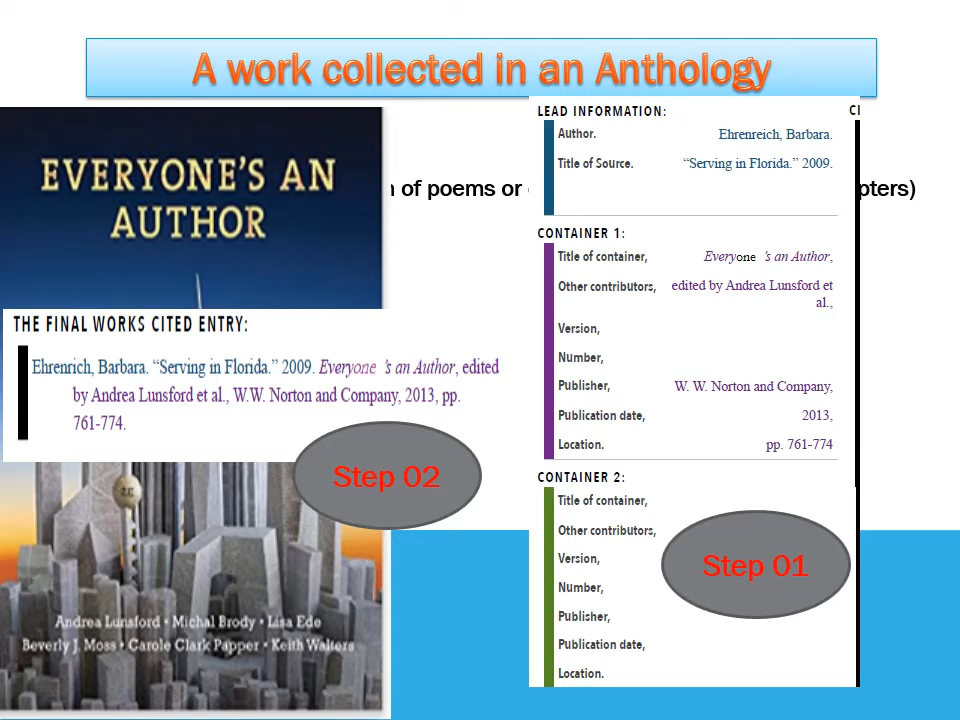 A work collected in an Anthology
EVERYONE'S AN
AUTHOR
of poems or
pters)
THE FINAL WORKS CITED ENTRY:
Ehrenrich, Barbara. “Serving in Florida.” 2009. Everyone 's an Author, edited
by Andrea Lunsford et al., W.W. Norton and Company, 2013, pp.
761-774.
Step 02
Andrea Lunsford • Michal Brody • Lisa Ede
Beverly J. Moss • Carole Clark Papper • Keith Walters
LEAD INFORMATION:
CI
Author. Ehrenreich, Barbara.
Title of Source. “Serving in Florida.” 2009.
CONTAINER 1:
Title of container, Everyone 's an Author,
Other contributors, edited by Andrea Lunsford et
al.,
Version,
Number,
Publisher, W. W. Norton and Company,
Publication date, 2013,
Location. pp. 761-774
CONTAINER 2:
Title of container,
Other contributors,
Version,
Number,
Publisher,
Publication date,
Location.
Step 01